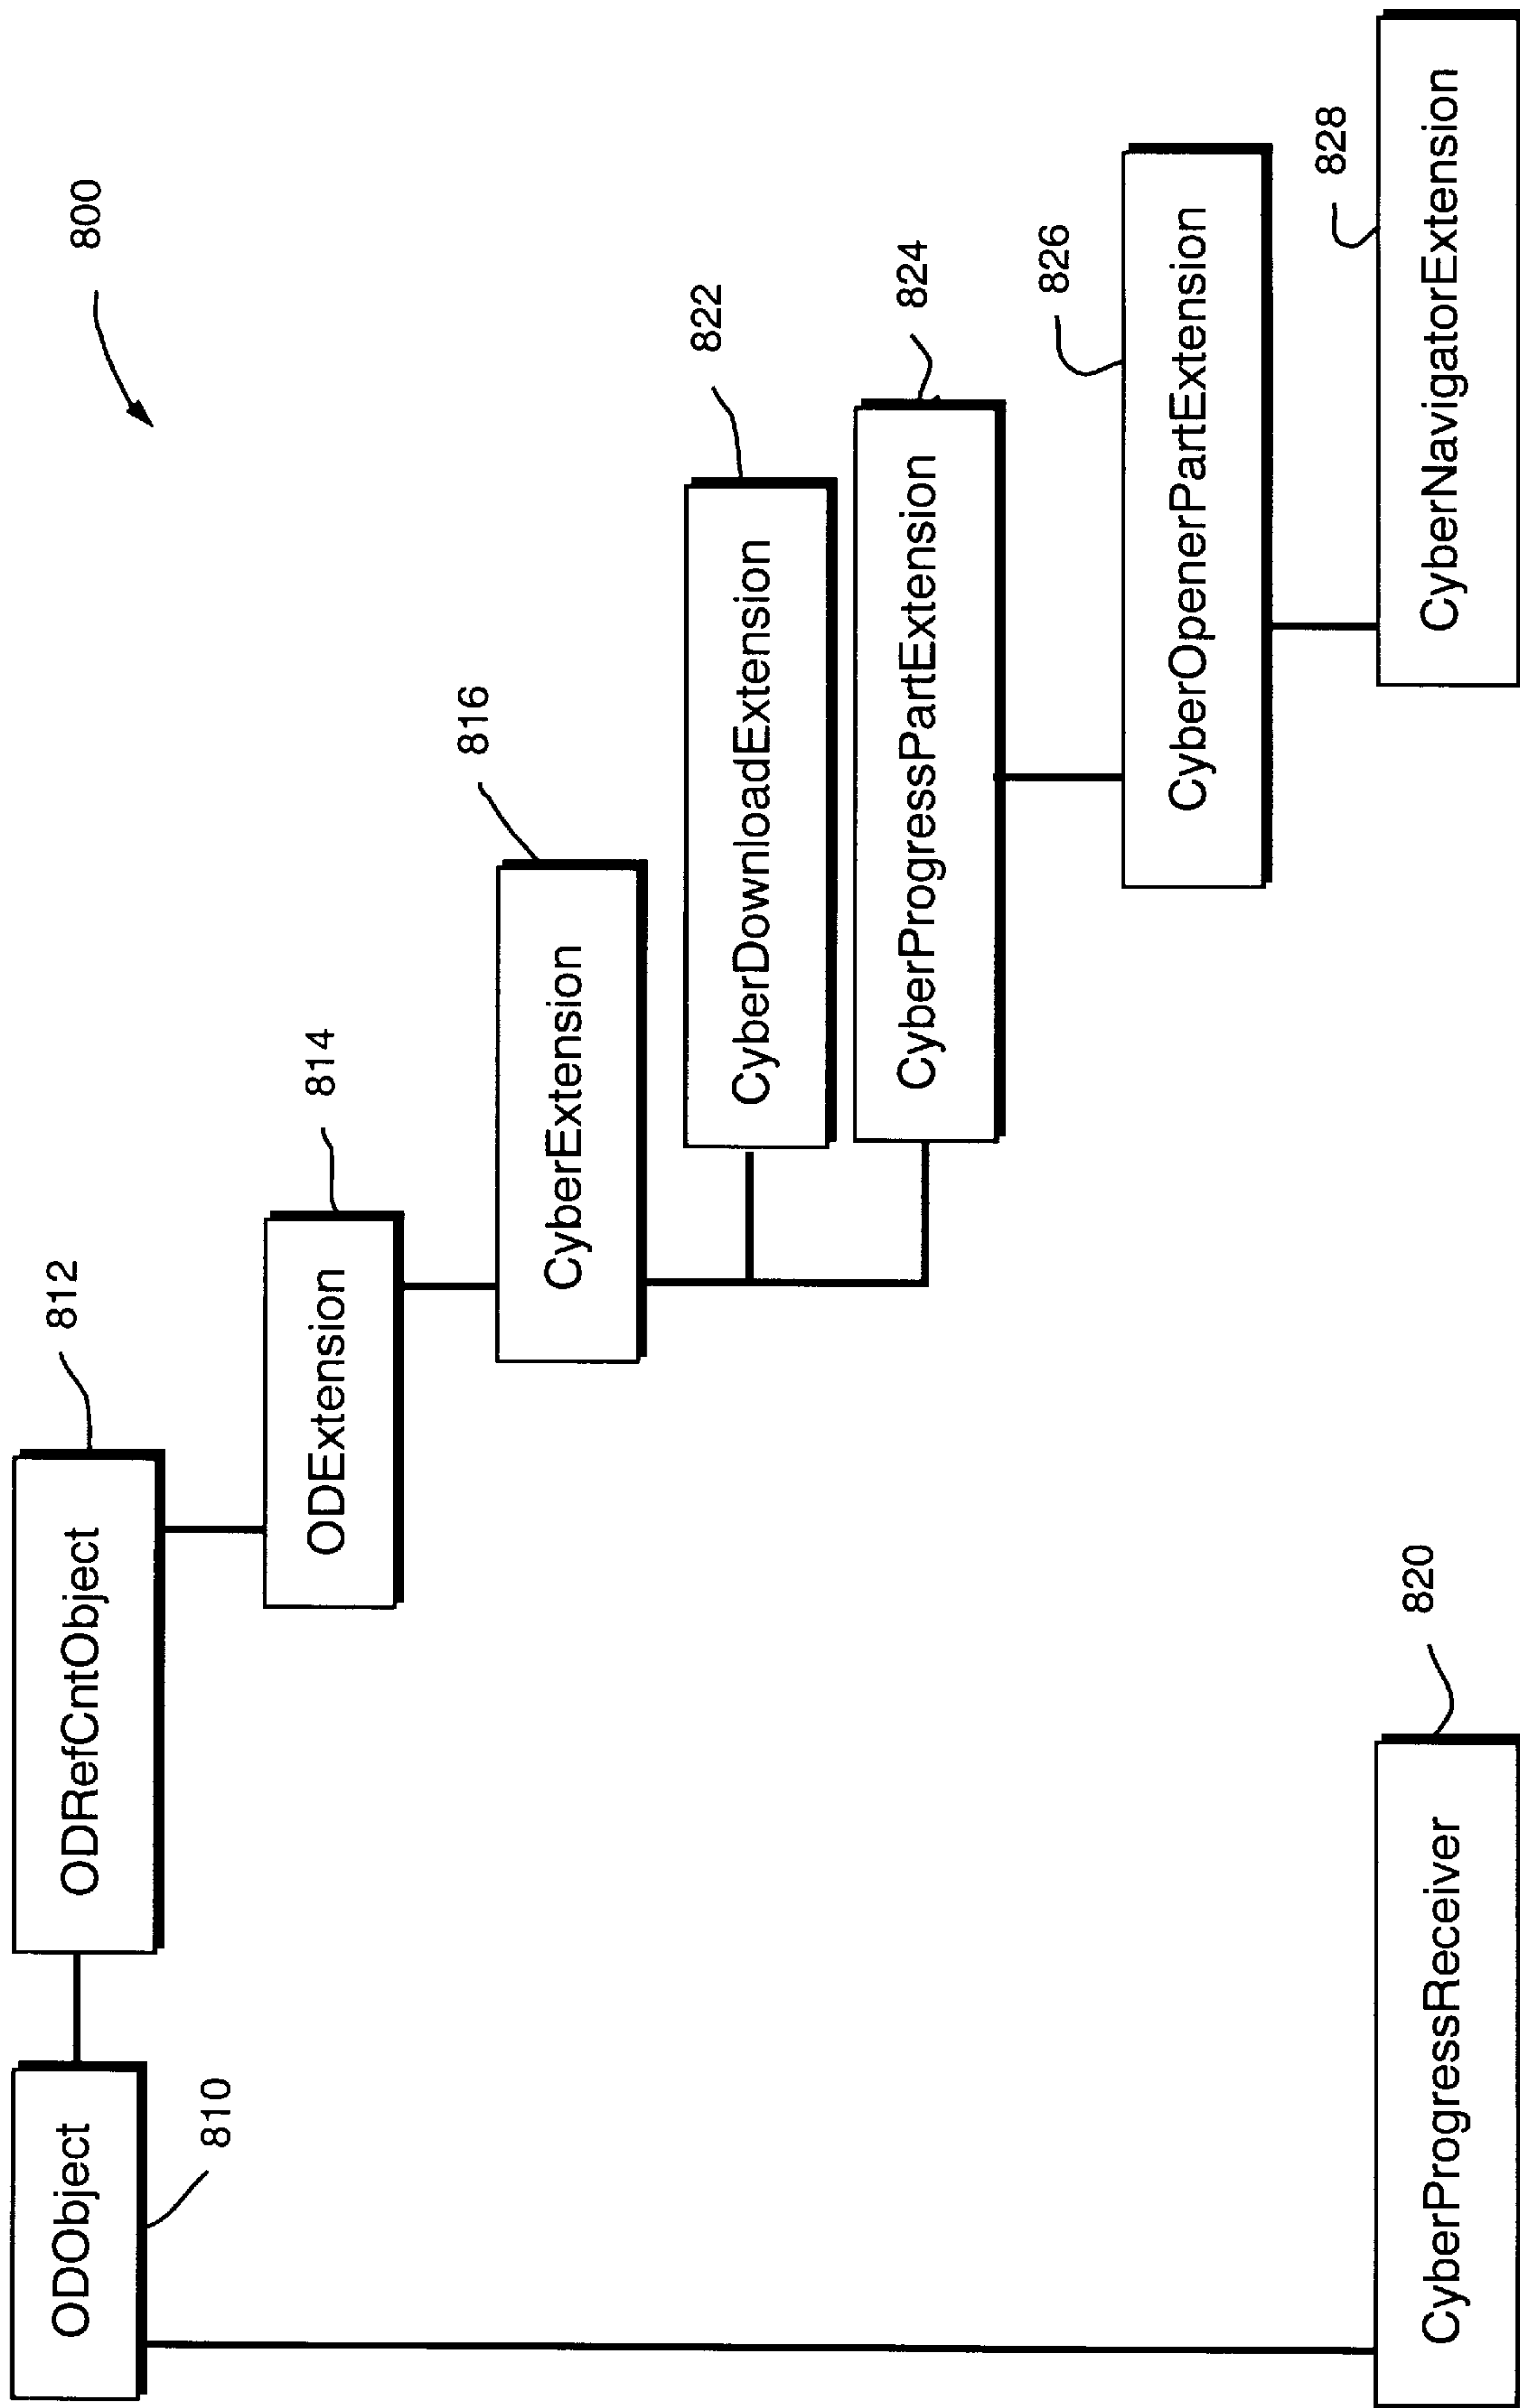 800
ODObject
810
ODRefCntObject
812
ODExtension
814
CyberExtension
816
CyberDownloadExtension
822
CyberProgressPartExtension
824
CyberOpenerPartExtension
826
CyberNavigatorExtension
828
CyberProgressReceiver
820